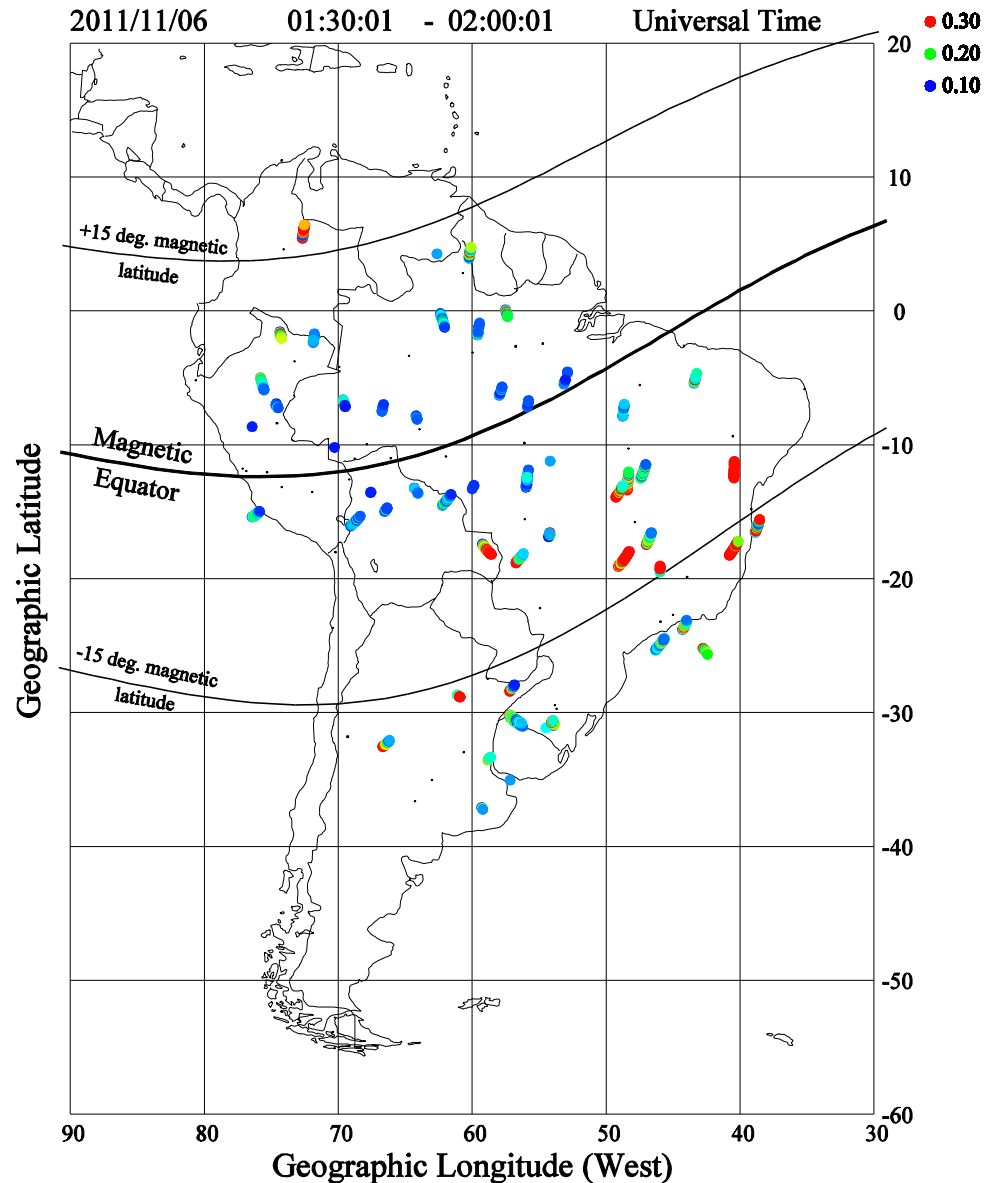 2011/11/06 01:30:01 - 02:00:01 Universal Time
0.30
0.20
0.10
20
10
0
-10
-20
-30
-40
-50
-60
+15 deg. magnetic
latitude
Magnetic
Equator
-15 deg. magnetic
latitude
Geographic Latitude
90 80 70 60 50 40 30
Geographic Longitude (West)